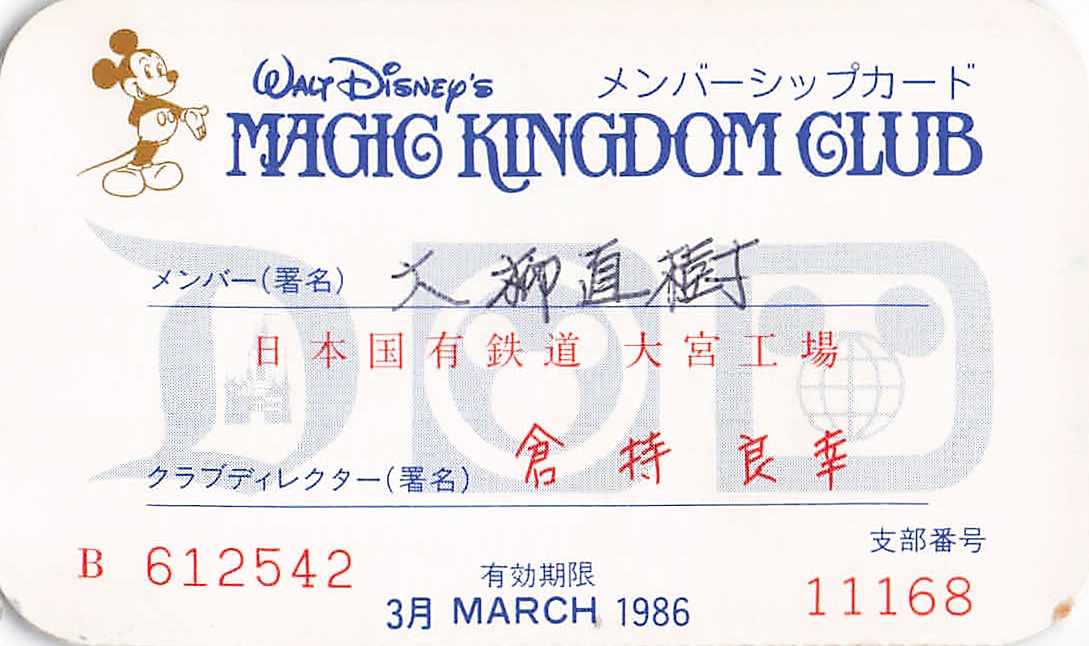 WALT DISNEY'S メンバーシップカード
MAGIC KINGDOM CLUB
メンバー(署名) 大柳直樹
日本国有鉄道 大宮工場
クラブディレクター(署名) 倉持良幸
支部番号
B 612542 有効期限 11168
3月 MARCH 1986